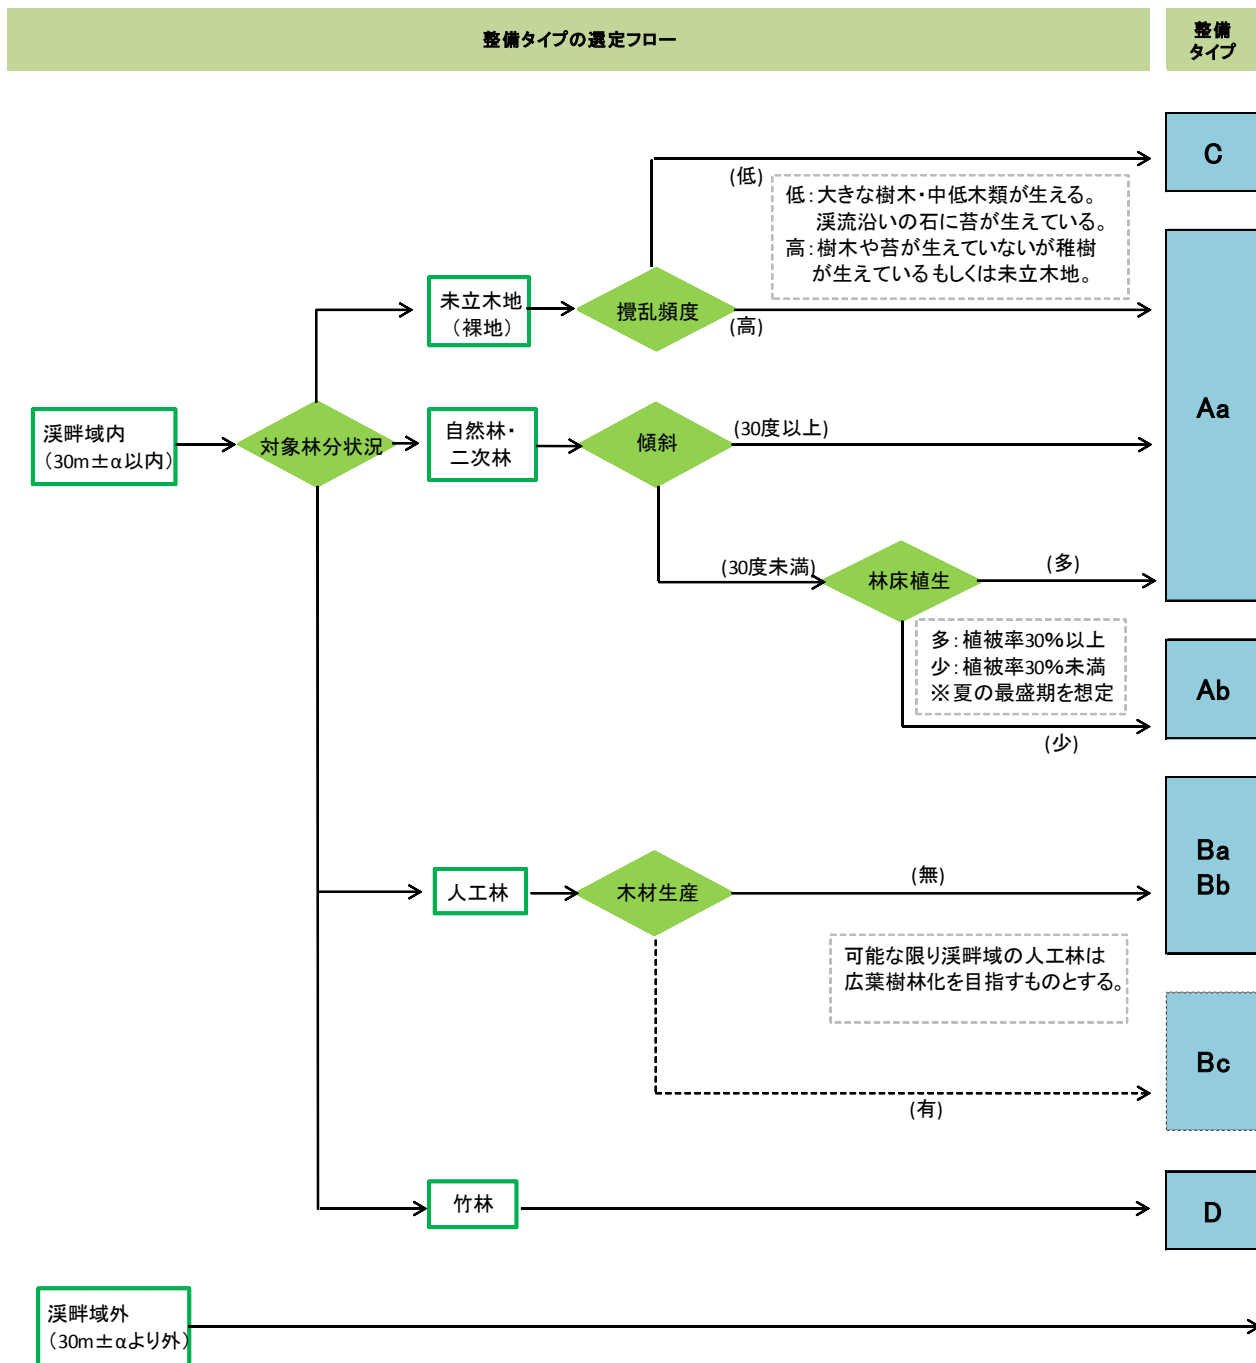 整備タイプの選定フロー
整備
タイプ
C
(低)
低：大きな樹木・中低木類が生える。
渓流沿いの石に苔が生えている。
高：樹木や苔が生えていないが稚樹
が生えているもしくは未立木地。
未立木地
（裸地）
攪乱頻度
(高)
Aa
渓畔域内
（30m±α以内）
対象林分状況
自然林・
二次林
傾斜
(30度以上)
(30度未満)
林床植生
(多)
多：植被率30%以上
少：植被率30%未満
※夏の最盛期を想定
(少)
Ab
人工林
木材生産
(無)
Ba
Bb
可能な限り渓畔域の人工林は
広葉樹林化を目指すものとする。
(有)
Bc
竹林
D
渓畔域外
（30m±αより外）